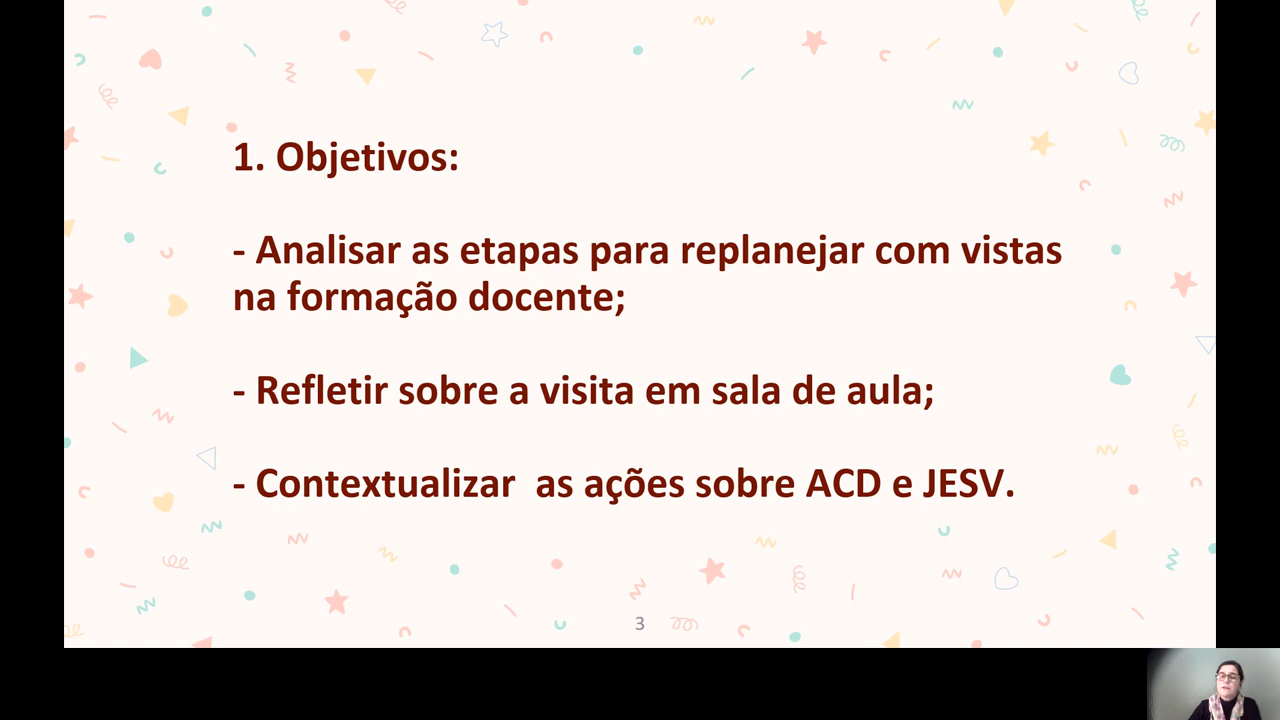 1. Objetivos:
- Analisar as etapas para replanejar com vistas
na formação docente;
- Refletir sobre a visita em sala de aula;
- Contextualizar  as ações sobre ACD e JESV.
3